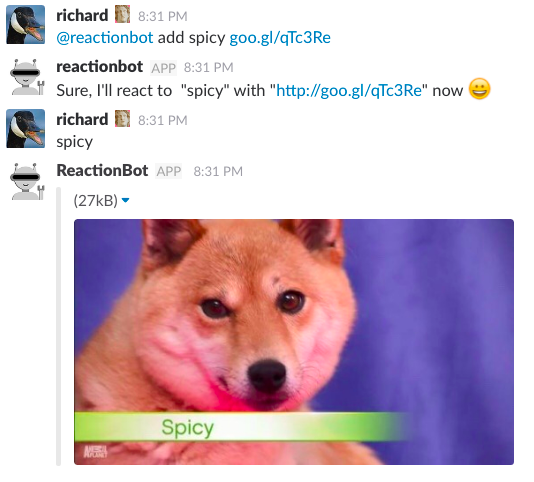 richard 8:31 PM
@reactionbot add spicy goo.gl/qTc3Re
reactionbot APP 8:31 PM
Sure, I'll react to "spicy" with "http://goo.gl/qTc3Re" now 😀
richard 8:31 PM
spicy
ReactionBot APP 8:31 PM
(27kB)
Spicy